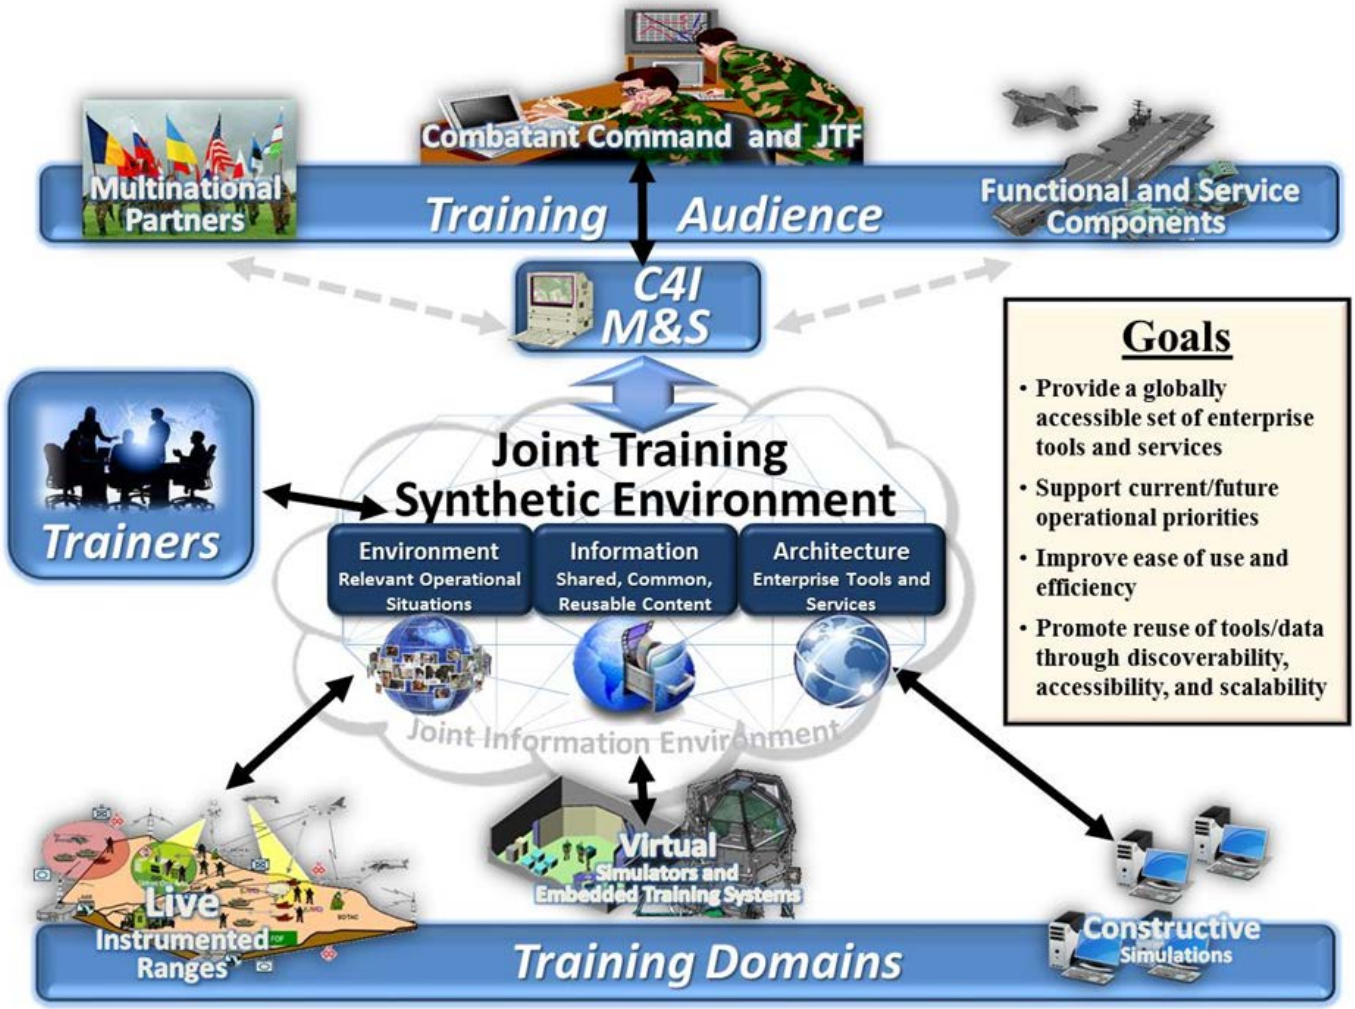 Combatant Command and JTF
Multinational
Partners
Training Audience
Functional and Service
Components
C4I
M&S
Goals
• Provide a globally
accessible set of enterprise
tools and services
• Support current/future
operational priorities
• Improve ease of use and
efficiency
• Promote reuse of tools/data
through discoverability,
accessibility, and scalability
Trainers
Joint Training
Synthetic Environment
Environment
Relevant Operational
Situations
Information
Shared, Common,
Reusable Content
Architecture
Enterprise Tools and
Services
Joint Information Environment
Live
Instrumented
Ranges
SOTAC
Virtual
Simulators and
Embedded Training Systems
Constructive
Simulations
Training Domains